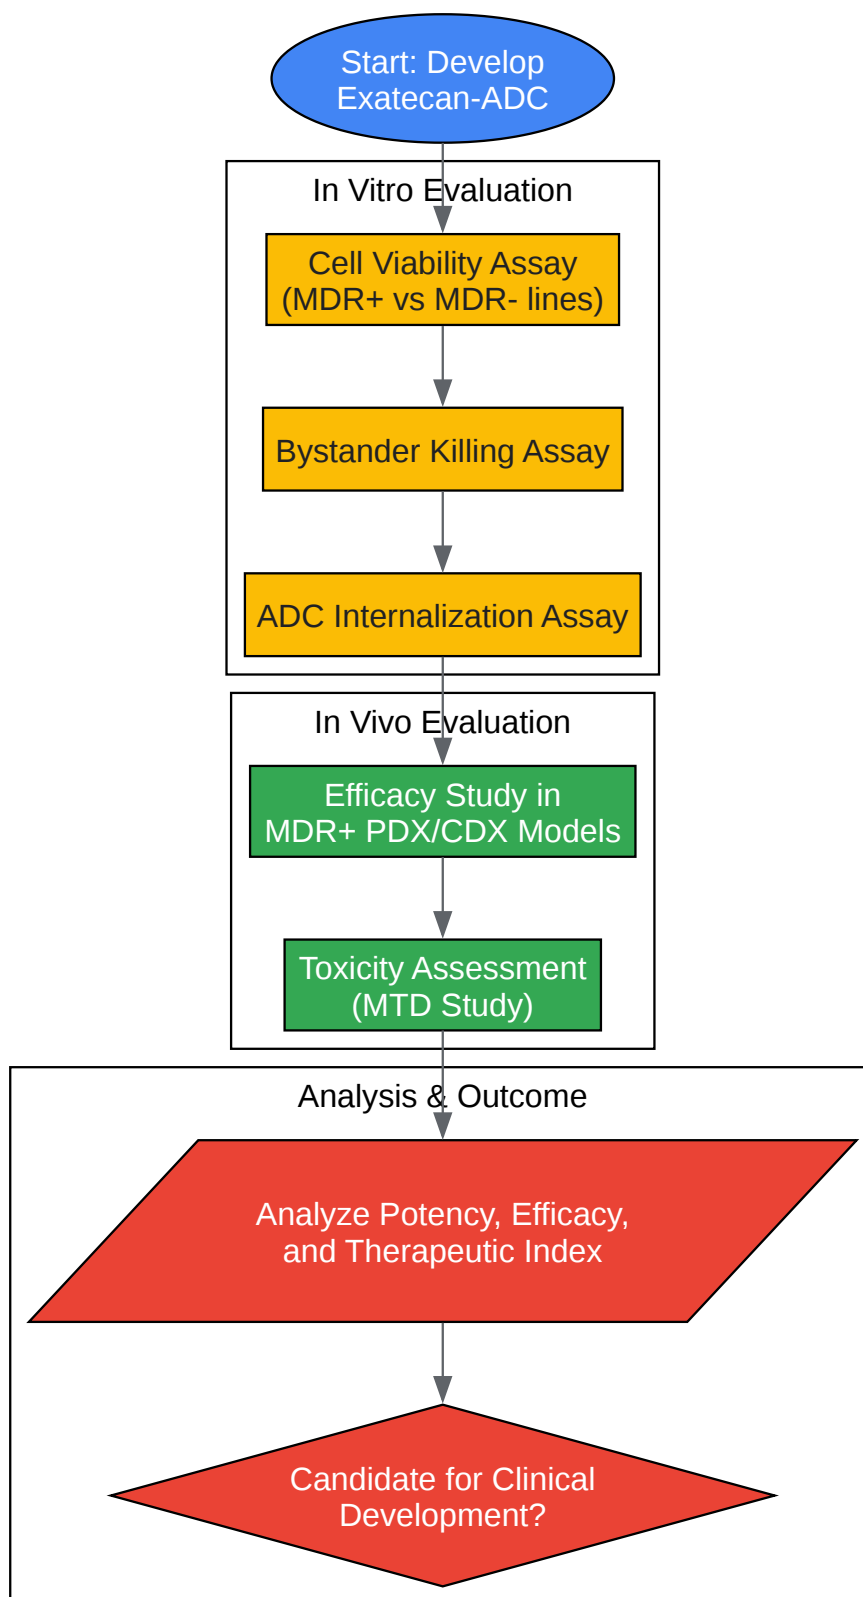 Start: Develop
Exatecan-ADC
In Vitro Evaluation
Cell Viability Assay
(MDR+ vs MDR- lines)
Bystander Killing Assay
ADC Internalization Assay
In Vivo Evaluation
Efficacy Study in
MDR+ PDX/CDX Models
Toxicity Assessment
(MTD Study)
Analysis & Outcome
Analyze Potency, Efficacy,
and Therapeutic Index
Candidate for Clinical
Development?